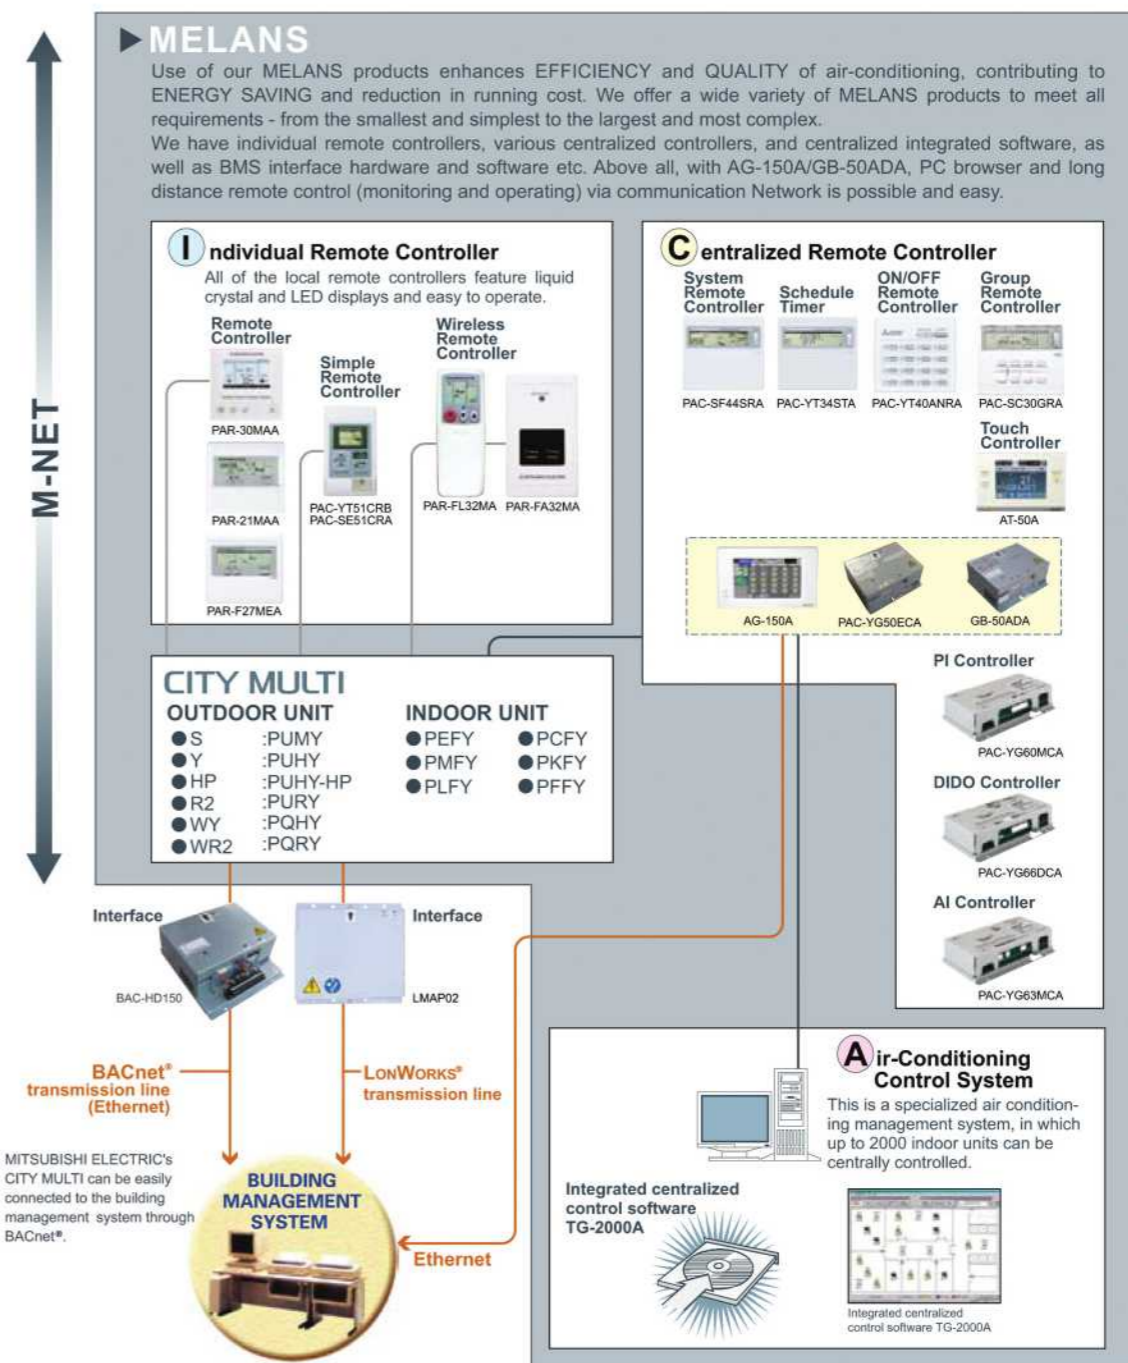 MELANS
Use of our MELANS products enhances EFFICIENCY and QUALITY of air-conditioning, contributing to
ENERGY SAVING and reduction in running cost. We offer a wide variety of MELANS products to meet all
requirements - from the smallest and simplest to the largest and most complex.
We have individual remote controllers, various centralized controllers, and centralized integrated software, as
well as BMS interface hardware and software etc. Above all, with AG-150A/GB-50ADA, PC browser and long
distance remote control (monitoring and operating) via communication Network is possible and easy.
M-NET
I ndividual Remote Controller
All of the local remote controllers feature liquid
crystal and LED displays and easy to operate.
Remote
Controller
PAR-30MAA
PAR-21MAA
PAR-F27MEA
Simple
Remote
Controller
PAC-YT51CRB
PAC-SE51CRA
Wireless
Remote
Controller
PAR-FL32MA
PAR-FA32MA
C entralized Remote Controller
System
Remote
Controller
PAC-SF44SRA
Schedule
Timer
PAC-YT34STA
ON/OFF
Remote
Controller
PAC-YT40ANRA
Group
Remote
Controller
PAC-SC30GRA
Touch
Controller
AT-50A
AG-150A
PAC-YG50ECA
GB-50ADA
PI Controller
PAC-YG60MCA
DIDO Controller
PAC-YG66DCA
AI Controller
PAC-YG63MCA
CITY MULTI
OUTDOOR UNIT
S :PUMY
Y :PUHY
HP :PUHY-HP
R2 :PURY
WY :PQHY
WR2 :PQRY
INDOOR UNIT
PEFY PCFY
PMFY PKFY
PLFY PFFY
Interface
BAC-HD150
Interface
LMAP02
BACnet®
transmission line
(Ethernet)
LONWORKS®
transmission line
MITSUBISHI ELECTRIC's
CITY MULTI can be easily
connected to the building
management system through
BACnet®.
BUILDING
MANAGEMENT
SYSTEM
Ethernet
A ir-Conditioning
Control System
This is a specialized air condition-
ing management system, in which
up to 2000 indoor units can be
centrally controlled.
Integrated centralized
control software
TG-2000A
Integrated centralized
control software TG-2000A